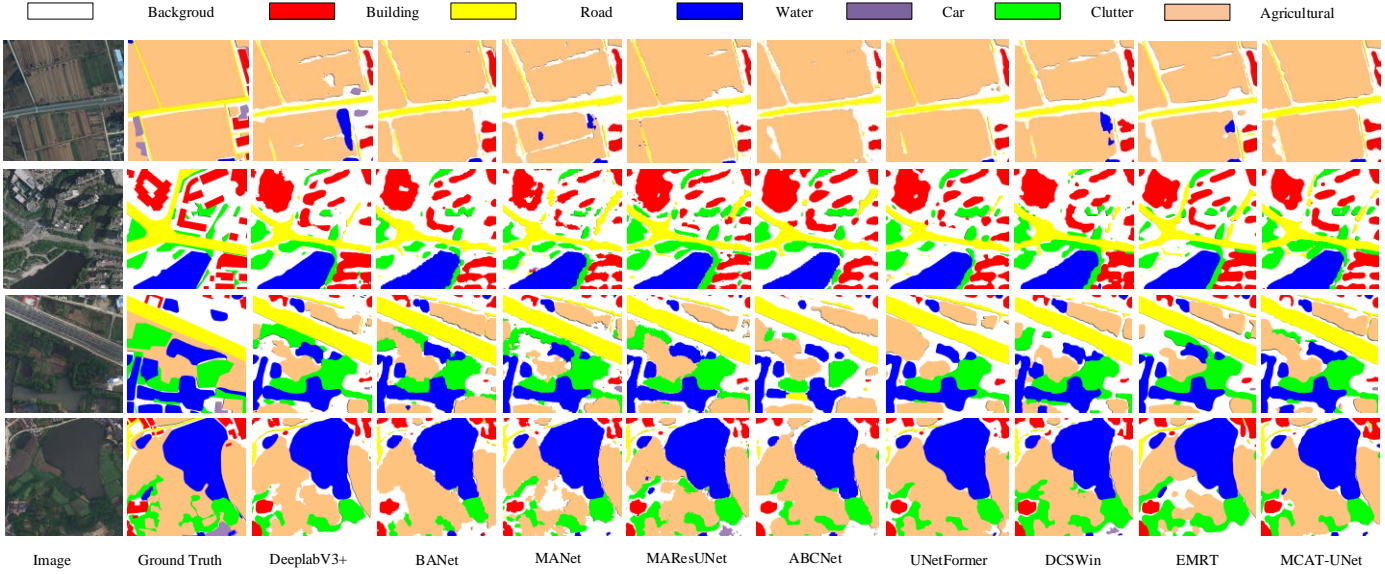 Backgroud Building Road Water Car Clutter Agricultural
Image Ground Truth DeeplabV3+ BANet MANet MAResUNet ABCNet UNetFormer DCSWin EMRT MCAT-UNet